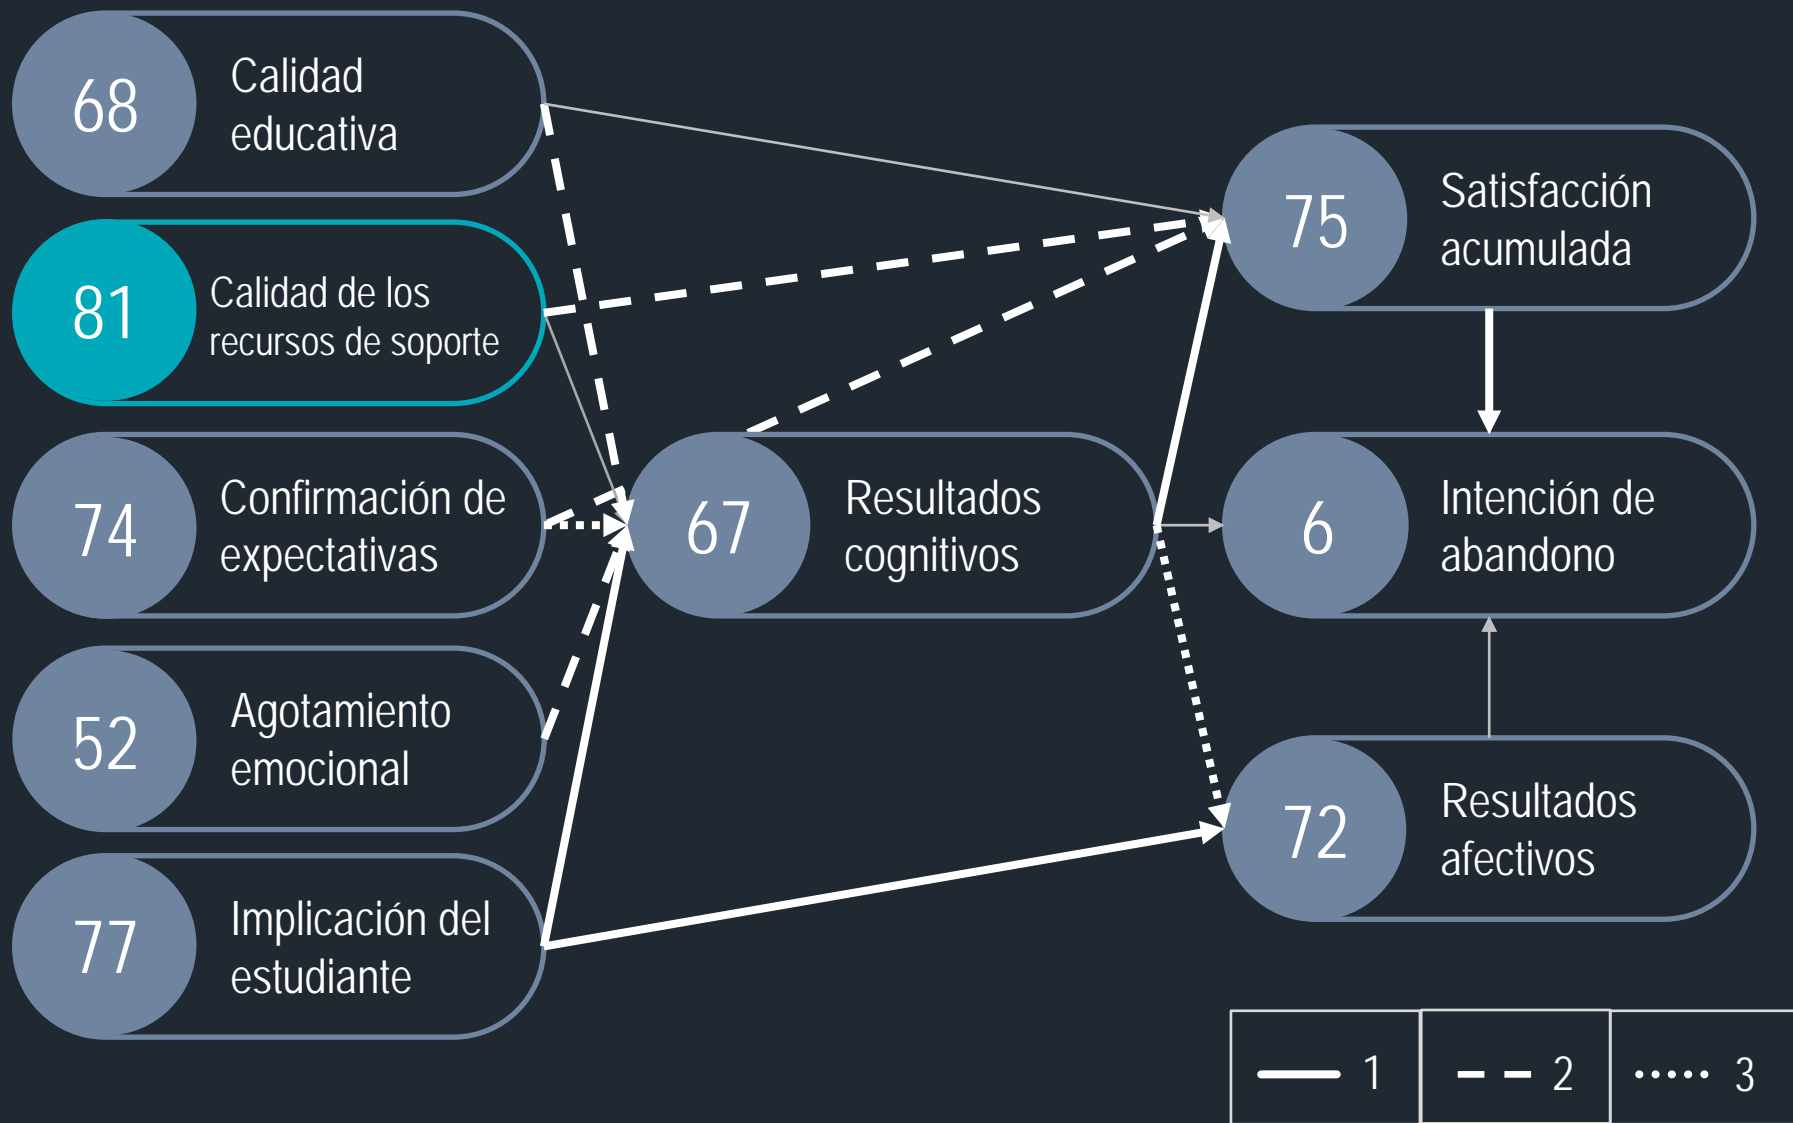 68
Calidad
educativa
81
Calidad de los
recursos de soporte
74
Confirmación de
expectativas
52
Agotamiento
emocional
77
Implicación del
estudiante
67
Resultados
cognitivos
75
Satisfacción
acumulada
6
Intención de
abandono
72
Resultados
afectivos
1
2
3